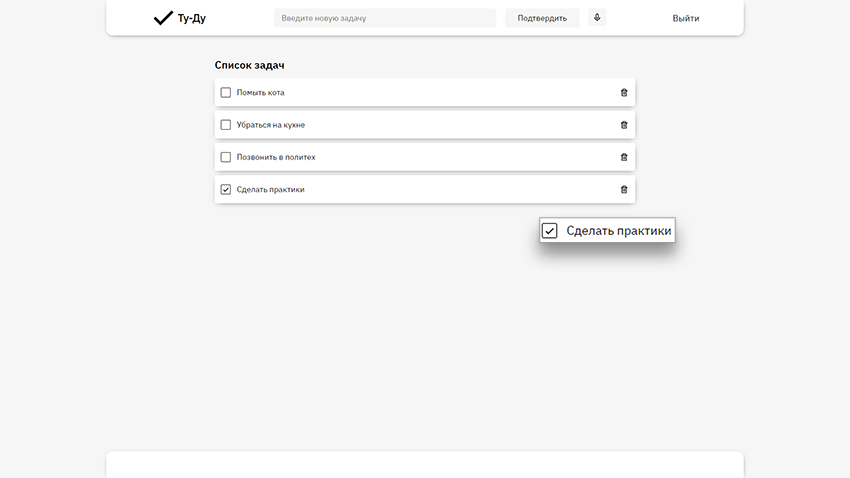 Ту-Ду
Введите новую задачу
Подтвердить
Выйти
Список задач
Помыть кота
Убраться на кухне
Позвонить в политех
Сделать практики
Сделать практики